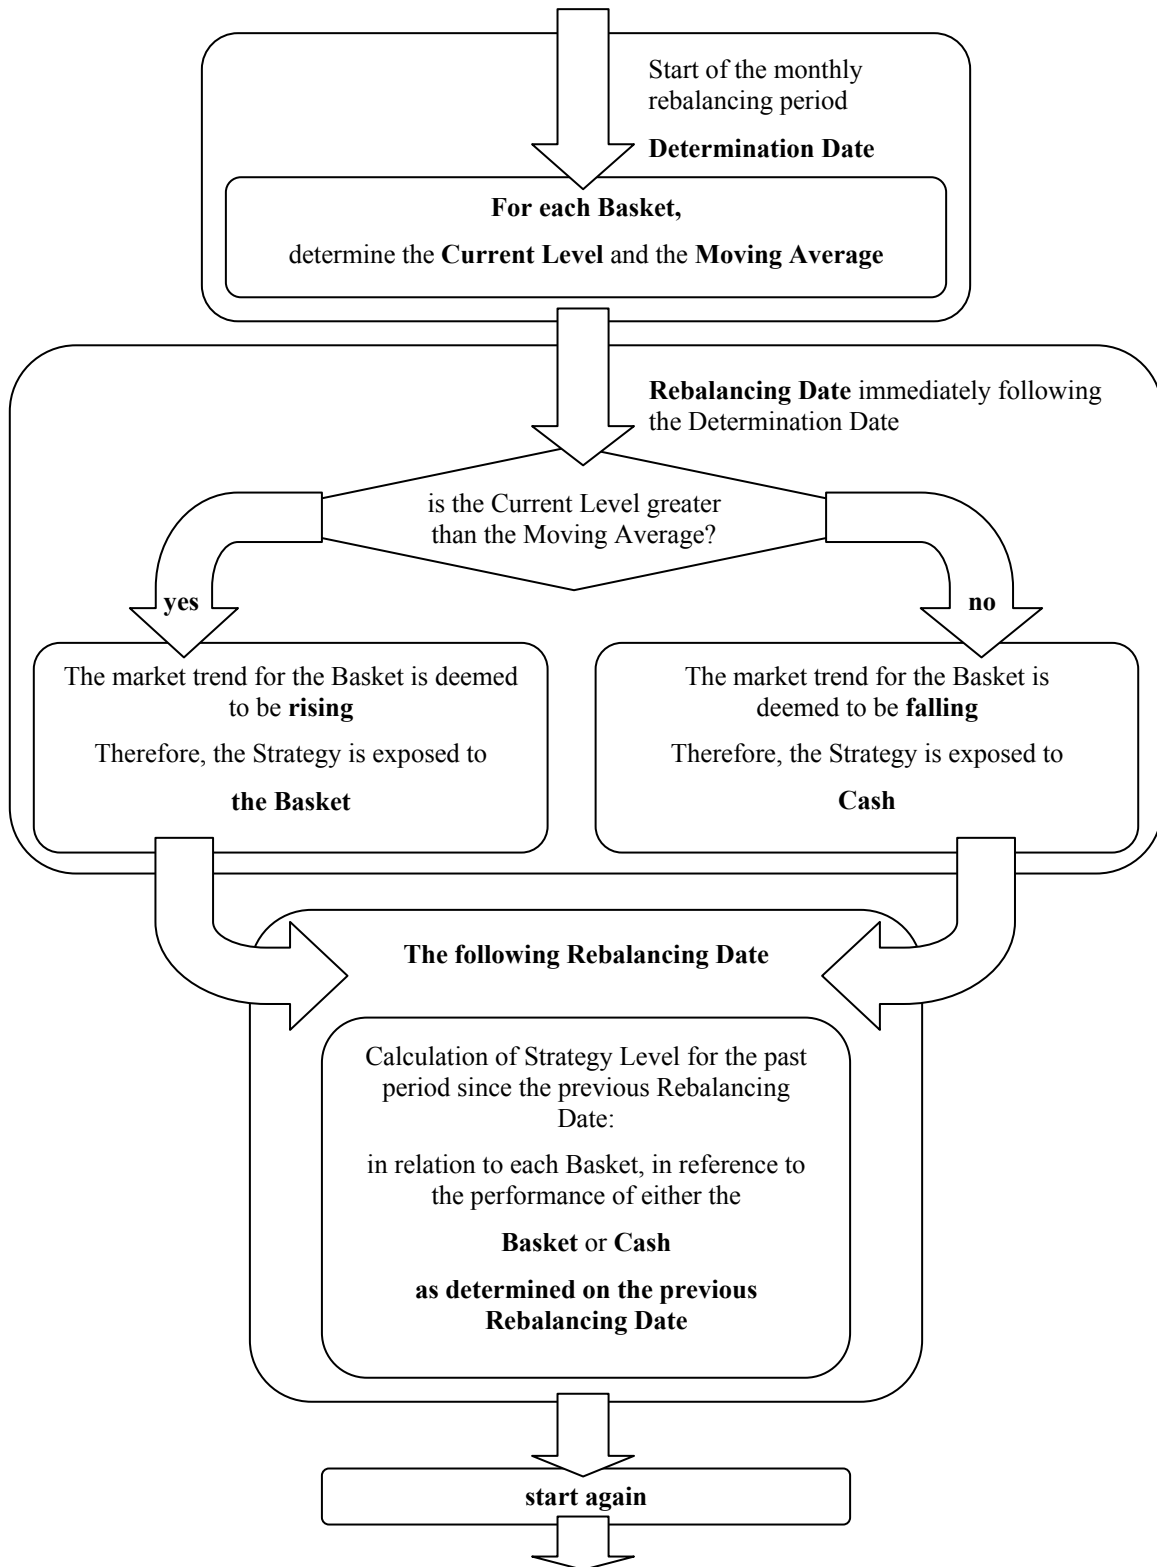 Start of the monthly
rebalancing period
Determination Date
For each Basket,
determine the Current Level and the Moving Average
Rebalancing Date immediately following
the Determination Date
is the Current Level greater
than the Moving Average?
yes
no
The market trend for the Basket is deemed
to be rising
Therefore, the Strategy is exposed to
the Basket
The market trend for the Basket is
deemed to be falling
Therefore, the Strategy is exposed to
Cash
The following Rebalancing Date
Calculation of Strategy Level for the past
period since the previous Rebalancing
Date:
in relation to each Basket, in reference to
the performance of either the
Basket or Cash
as determined on the previous
Rebalancing Date
start again